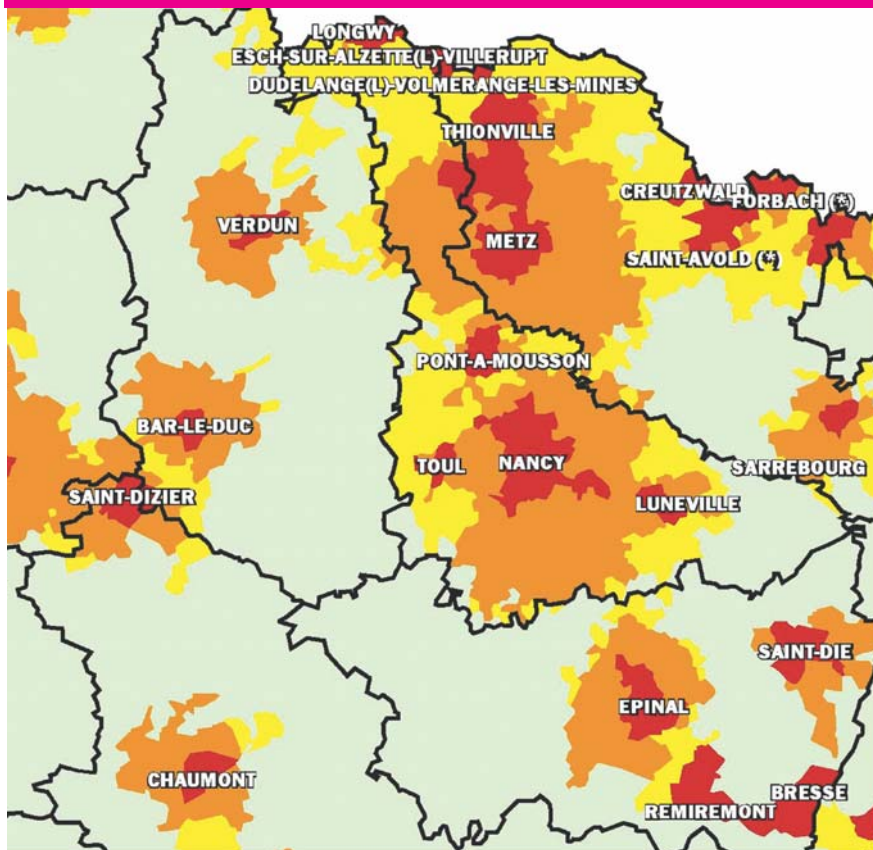 LONGWY
ESCH-SUR-ALZETTE(L)-VILLERUPT
DUDELANGE(L)-VOLMERANGE-LES-MINES
THIONVILLE
CREUTZWALD
FORBACH (*)
VERDUN
METZ
SAINT-AVOLD (*)
PONT-A-MOUSSON
BAR-LE-DUC
TOUL
NANCY
SARREBOURG
SAINT-DIZIER
LUNEVILLE
SAINT-DIE
EPINAL
CHAUMONT
BRESSE
REMIREMONT